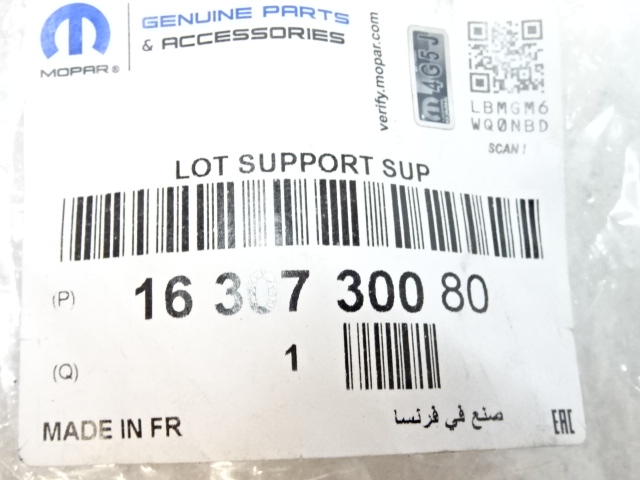 MOPAR®
GENUINE PARTS
& ACCESSORIES
verify.mopar.com
4G5-J
LBMGM6
WQ0NBD
SCAN!
LOT SUPPORT SUP
(P) 16 307 300 80
(Q) 1
MADE IN FR
صنع في فرنسا
EAC